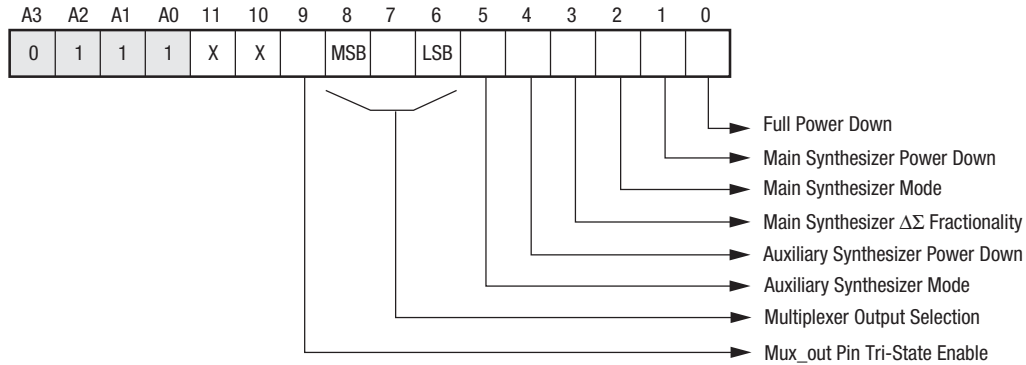 A3 A2 A1 A0 11 10 9 8 7 6 5 4 3 2 1 0
0 1 1 1 X X MSB LSB
Full Power Down
Main Synthesizer Power Down
Main Synthesizer Mode
Main Synthesizer ΔΣ Fractionality
Auxiliary Synthesizer Power Down
Auxiliary Synthesizer Mode
Multiplexer Output Selection
Mux_out Pin Tri-State Enable